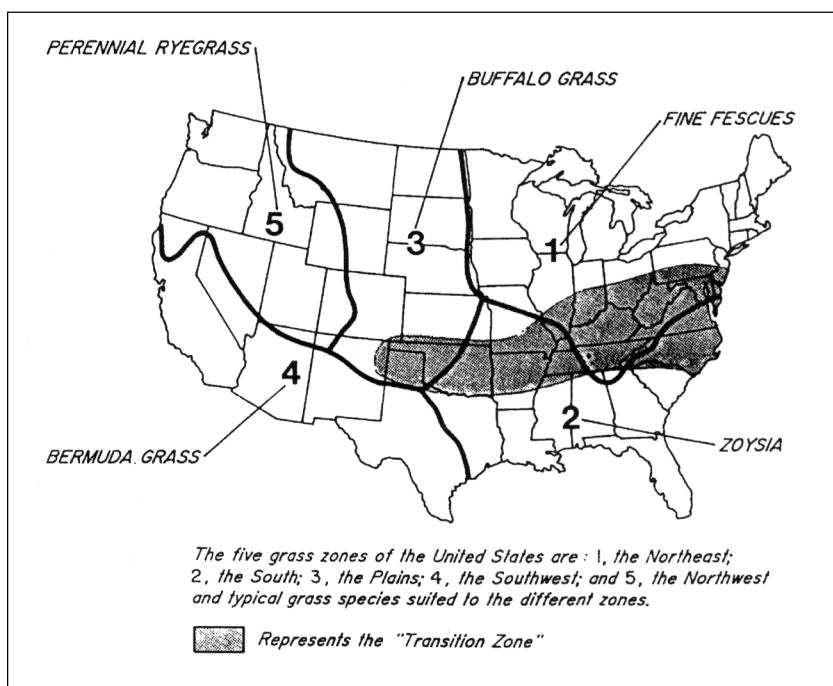 PERENNIAL RYEGRASS
BUFFALO GRASS
FINE FESCUES
5
3
1
4
2
BERMUDA GRASS
ZOYSIA
The five grass zones of the United States are: 1, the Northeast;
2, the South; 3, the Plains; 4, the Southwest; and 5, the Northwest
and typical grass species suited to the different zones.
Represents the "Transition Zone"